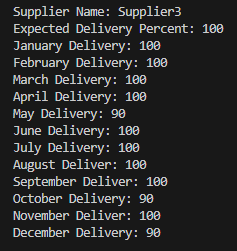 Supplier Name: Supplier3
Expected Delivery Percent: 100
January Delivery: 100
February Delivery: 100
March Delivery: 100
April Delivery: 100
May Delivery: 90
June Delivery: 100
July Delivery: 100
August Deliver: 100
September Deliver: 100
October Delivery: 90
November Deliver: 100
December Delivery: 90